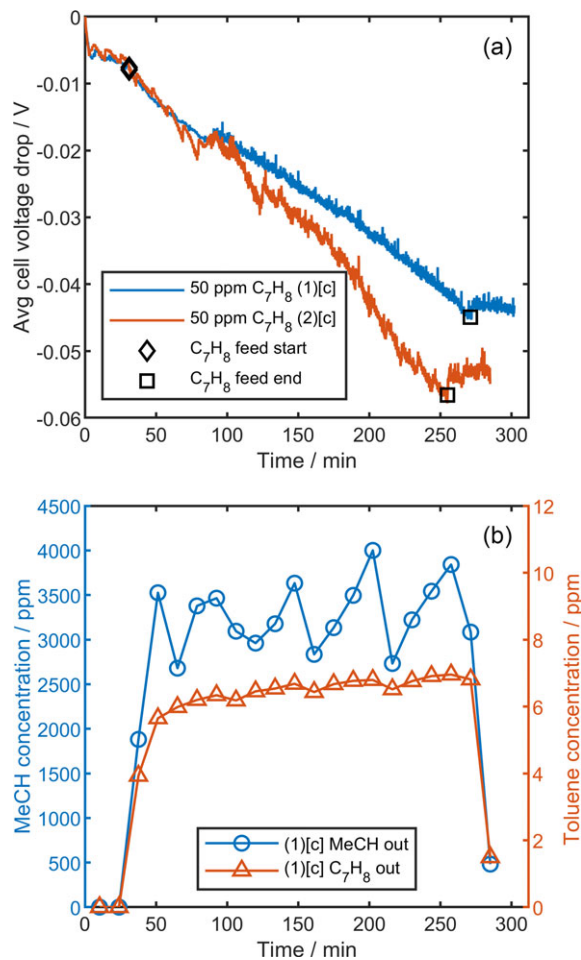 0
-0.01
-0.02
-0.03
-0.04
-0.05
-0.06
Avg cell voltage drop / V
(a)
50 ppm C₇H₈ (1)[c]
50 ppm C₇H₈ (2)[c]
C₇H₈ feed start
C₇H₈ feed end
0 50 100 150 200 250 300
Time / min
4500
4000
3500
3000
2500
2000
1500
1000
500
0
MeCH concentration / ppm
(b)
12
10
8
6
4
2
0
Toluene concentration / ppm
(1)[c] MeCH out
(1)[c] C₇H₈ out
0 50 100 150 200 250 300
Time / min